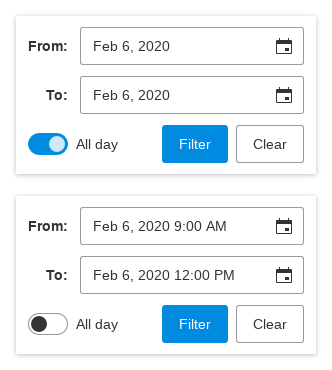 From: Feb 6, 2020
To: Feb 6, 2020
All day Filter Clear
From: Feb 6, 2020 9:00 AM
To: Feb 6, 2020 12:00 PM
All day Filter Clear